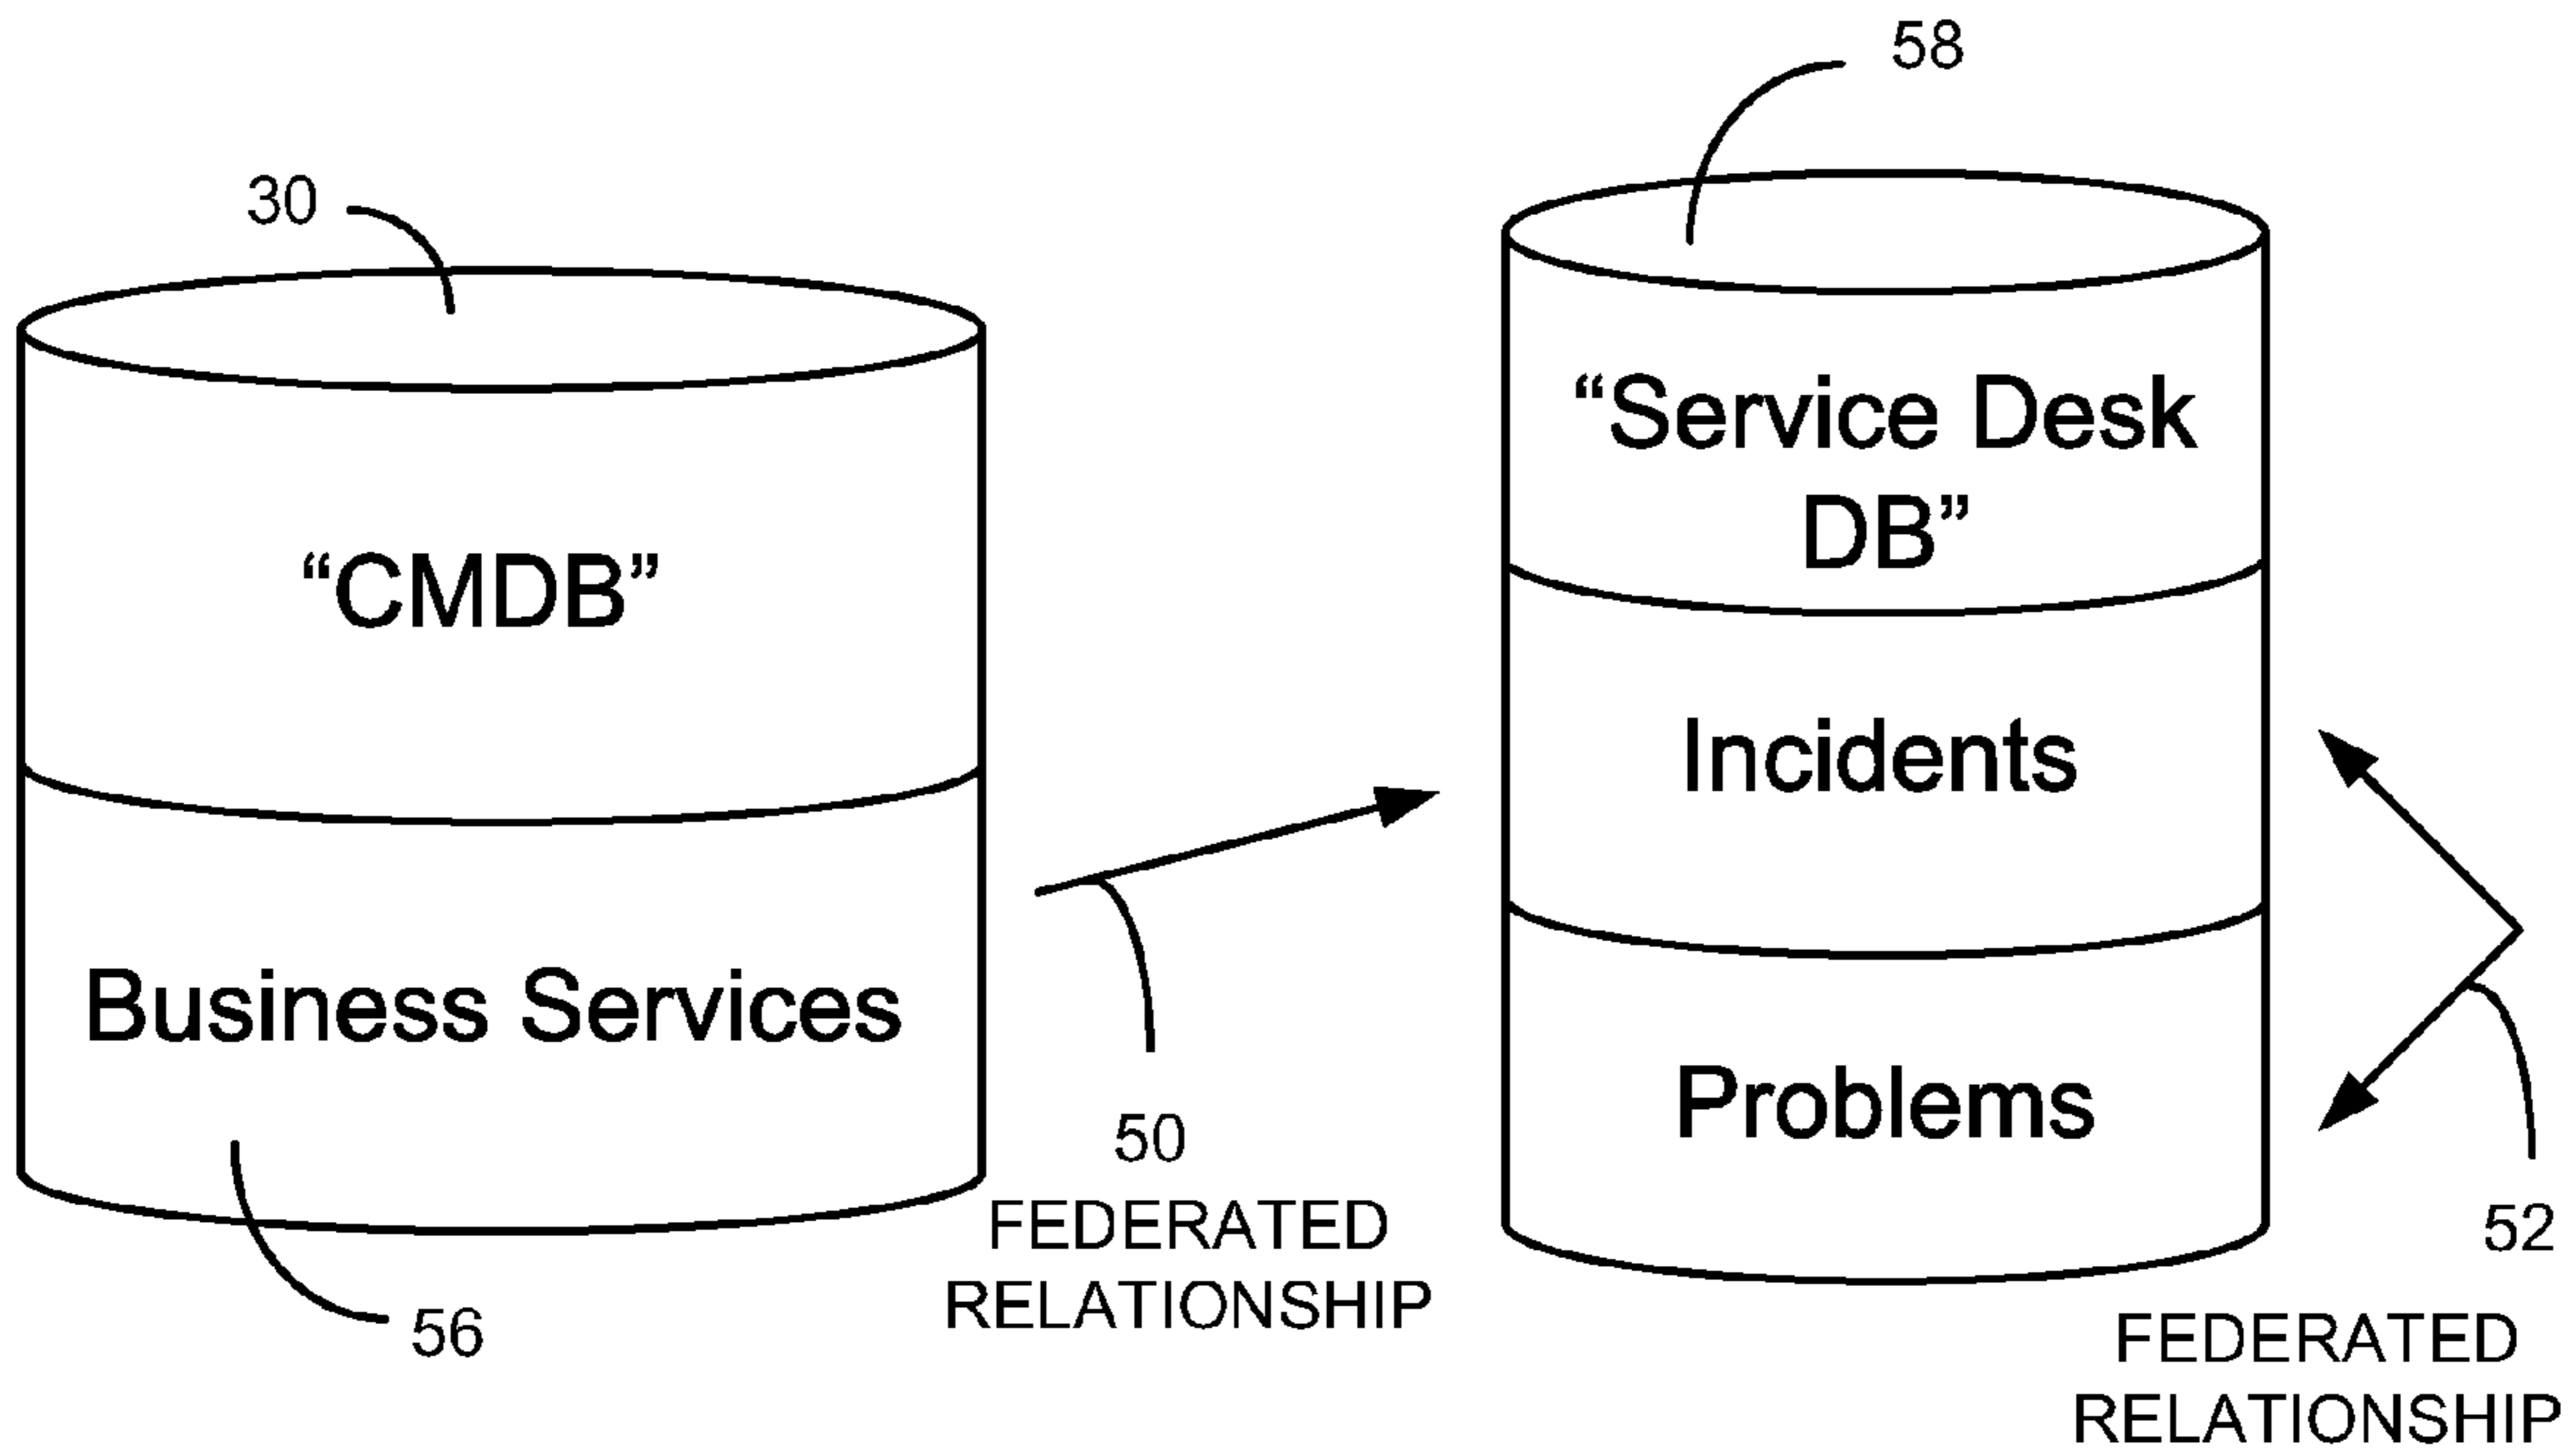 58
30
“Service Desk
DB”
“CMDB”
Incidents
Business Services
Problems
50
FEDERATED
RELATIONSHIP
56
52
FEDERATED
RELATIONSHIP